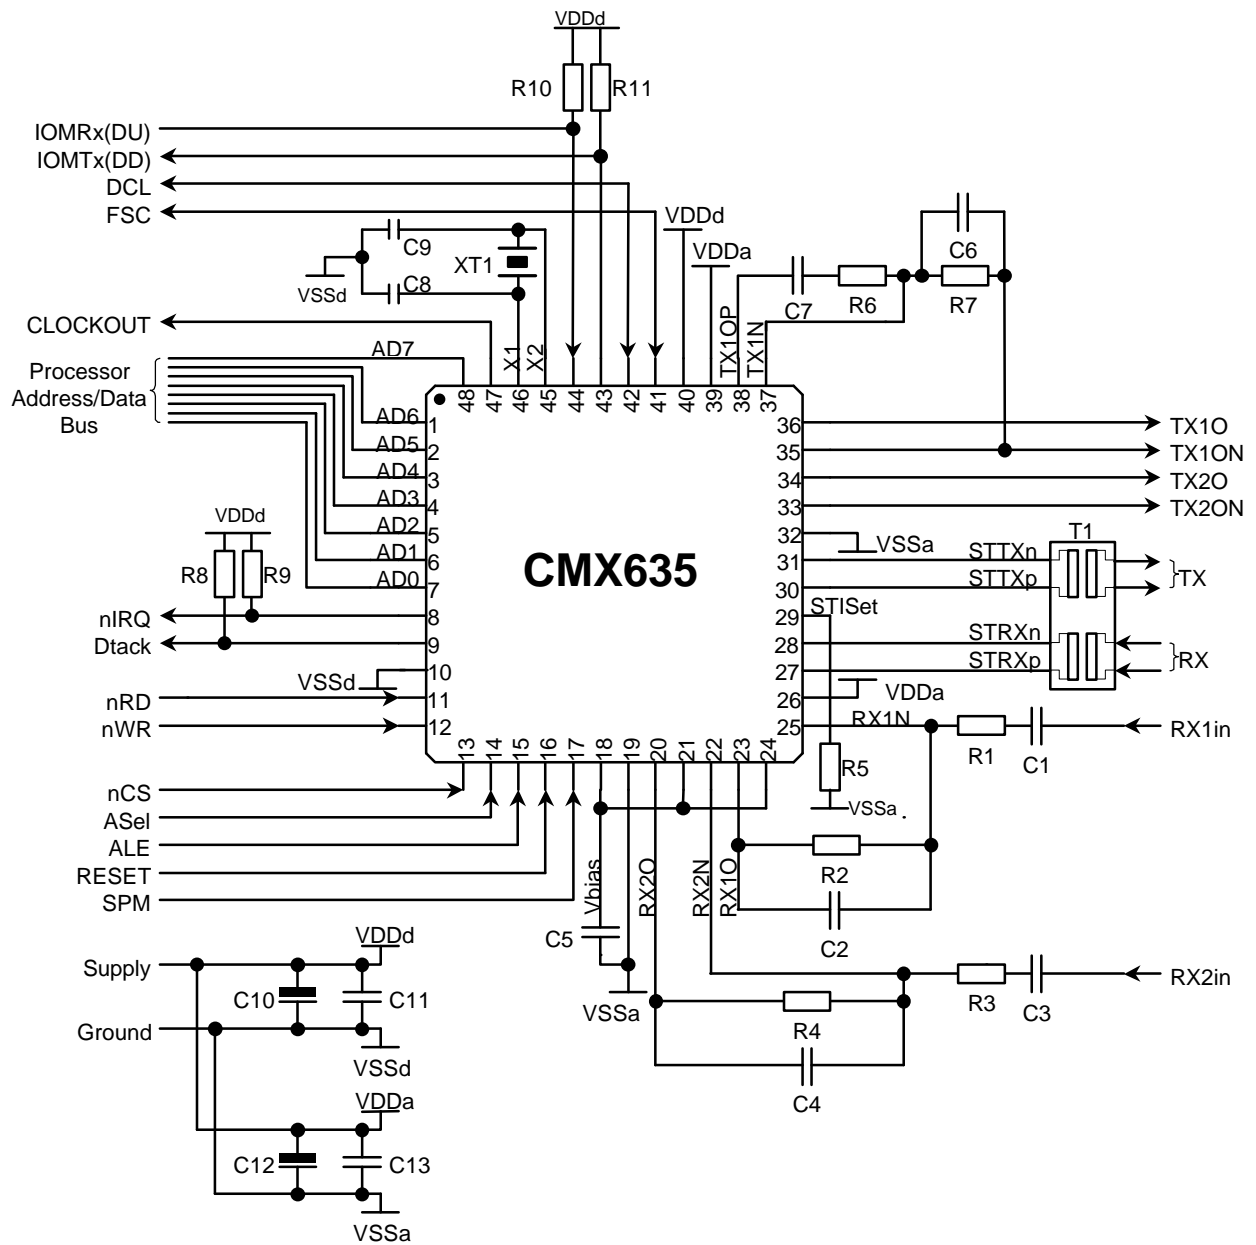 VDDd
R10
R11
IOMRx(DU)
IOMTx(DD)
DCL
FSC
C9
XT1
C8
VSSd
VDDd
VDDa
C6
C7
R6
R7
TX1OP
TX1N
CLOCKOUT
X1
X2
AD7
Processor
Address/Data
Bus
48
47
46
45
44
43
42
41
40
39
38
37
AD6
1
AD5
2
AD4
3
AD3
4
AD2
5
AD1
6
AD0
7
8
9
10
11
12
VDDd
R8
R9
nIRQ
Dtack
VSSd
nRD
nWR
CMX635
36
TX1O
35
TX1ON
34
TX2O
33
TX2ON
32
VSSa
31
STTXn
30
STTXp
29
STISet
28
STRXn
27
STRXp
26
VDDa
25
RX1N
T1
TX
RX
R1
C1
RX1in
R5
VSSa .
13
14
15
16
17
18
19
20
21
22
23
24
nCS
ASel
ALE
RESET
SPM
Vbias
RX2O
RX2N
RX1O
R2
C2
C5
VSSa
R3
C3
RX2in
R4
C4
VDDd
Supply
C10
C11
Ground
VSSd
VDDa
C12
C13
VSSa